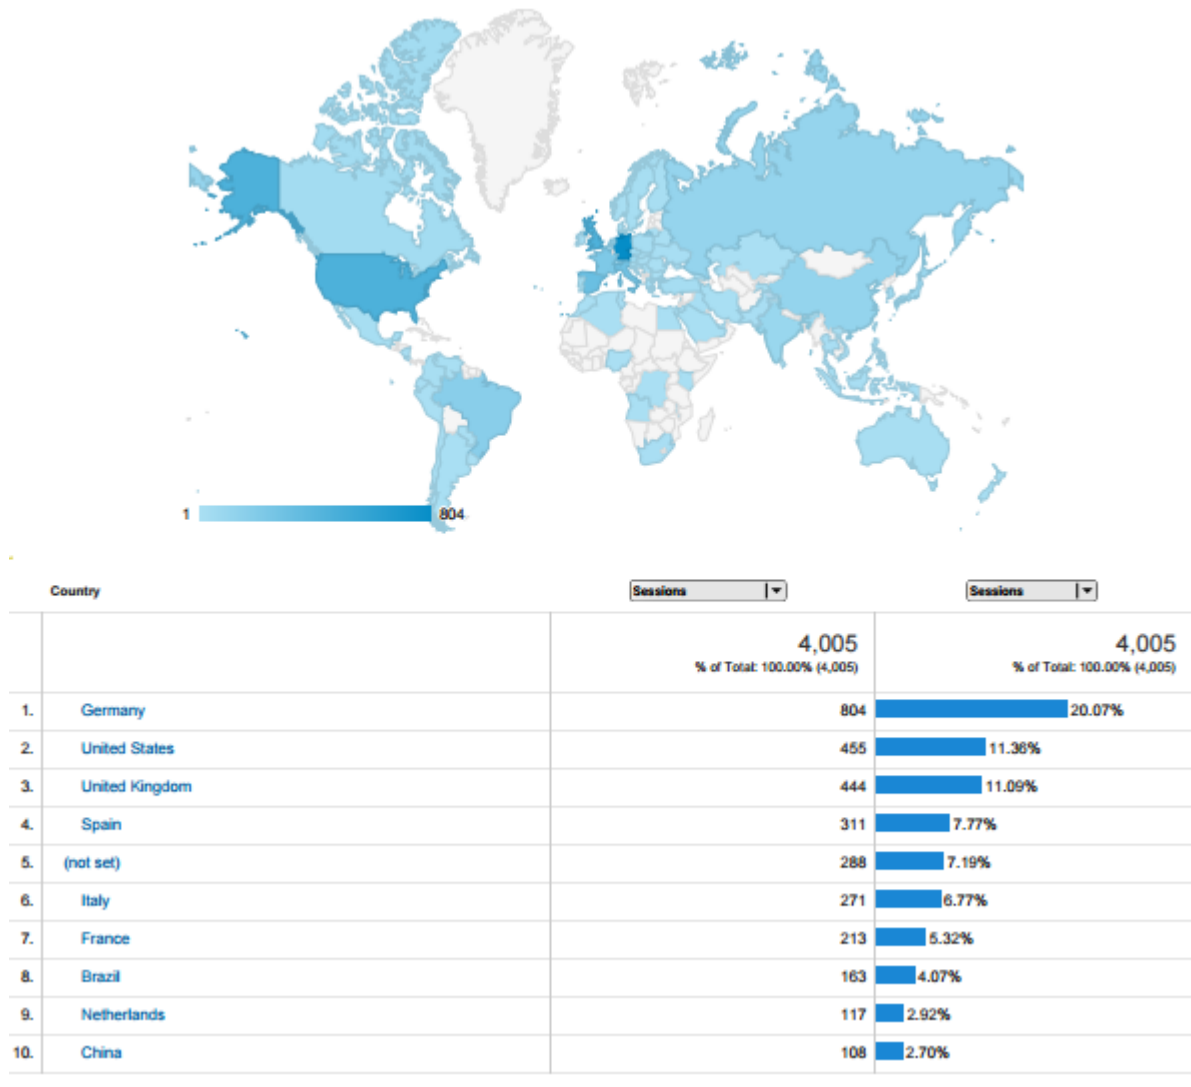 1 804
Country Sessions Sessions
4,005 4,005
% of Total: 100.00% (4,005) % of Total: 100.00% (4,005)
1. Germany 804 20.07%
2. United States 455 11.36%
3. United Kingdom 444 11.09%
4. Spain 311 7.77%
5. (not set) 288 7.19%
6. Italy 271 6.77%
7. France 213 5.32%
8. Brazil 163 4.07%
9. Netherlands 117 2.92%
10. China 108 2.70%